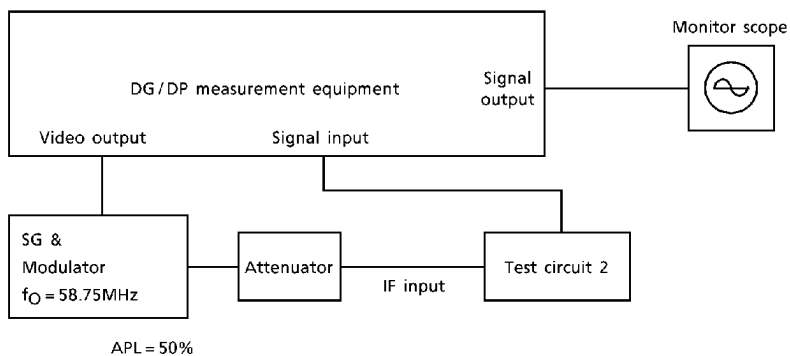 Monitor scope
DG/DP measurement equipment
Signal
output
Video output
Signal input
SG &
Modulator
fO = 58.75MHz
Attenuator
IF input
Test circuit 2
APL = 50%